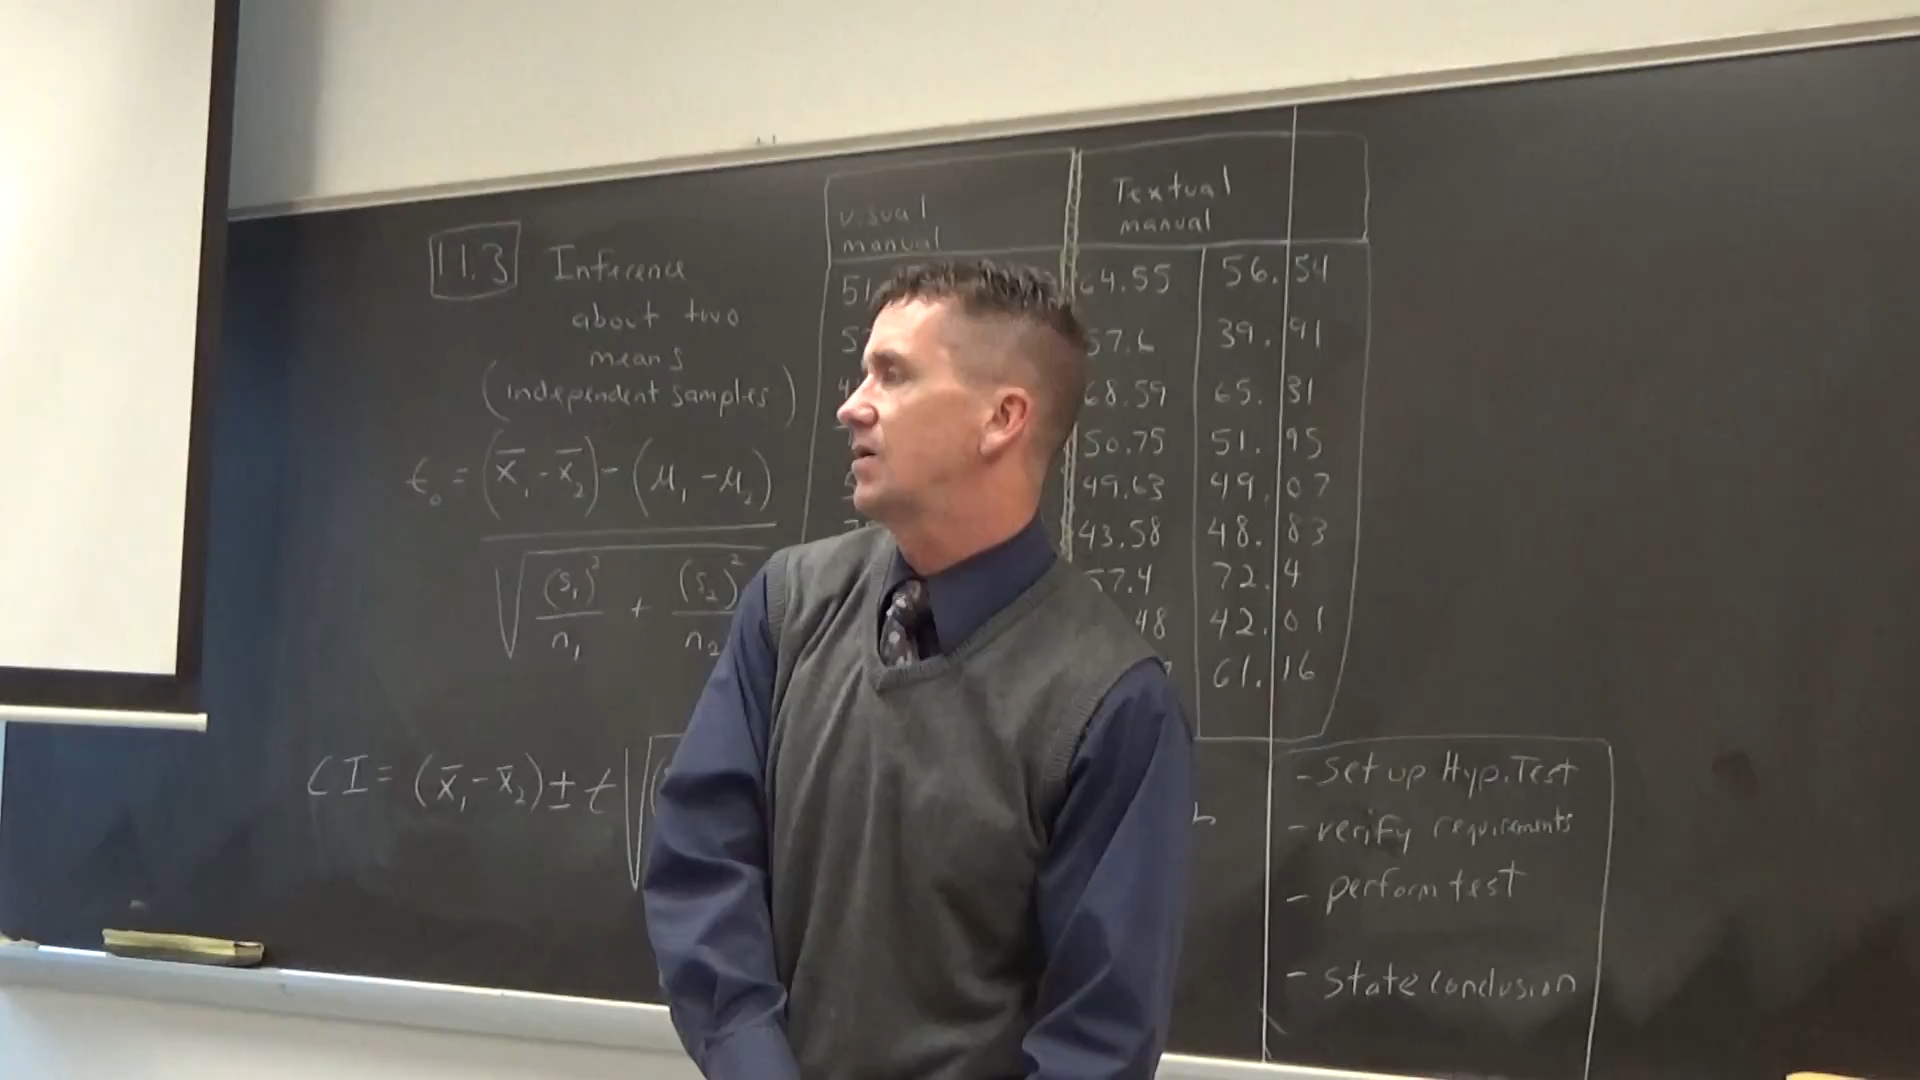 11.3 Inference
about two
means
(independent samples)
t₀ = (x̄₁ - x̄₂) - (μ₁ - μ₂)
√ (s₁)²/n₁ + (s₂)²/n₂
CI = (x̄₁ - x̄₂) ± t √
visual
manual
Textual
manual
64.55 56.54
57.6 39.91
68.59 65.31
50.75 51.95
49.63 49.07
43.58 48.83
57.4 72.4
48 42.01
61.16
- Set up Hyp. Test
- verify requirements
- perform test
- state conclusion